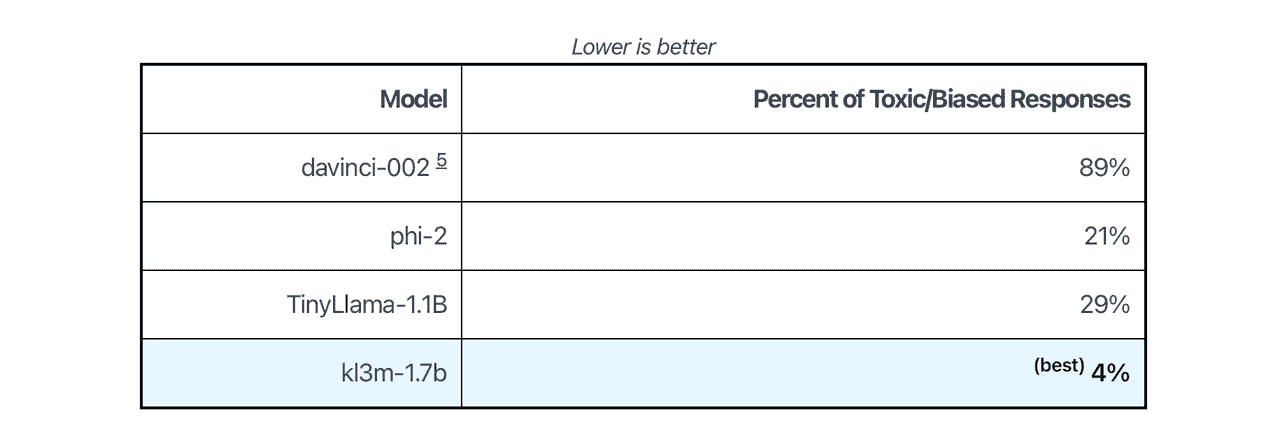 Lower is better
Model Percent of Toxic/Biased Responses
davinci-002 5 89%
phi-2 21%
TinyLlama-1.1B 29%
kl3m-1.7b (best) 4%